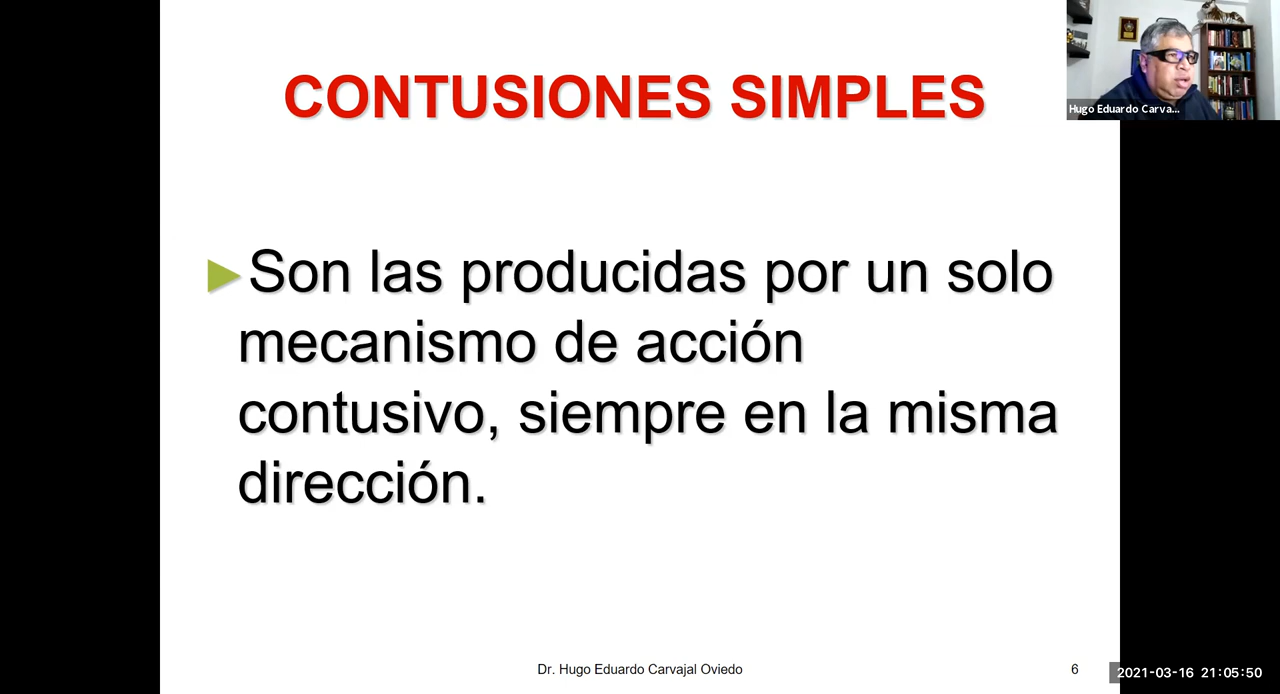 CONTUSIONES SIMPLES
Hugo Eduardo Carva...
►Son las producidas por un solo
mecanismo de acción
contusivo, siempre en la misma
dirección.
Dr. Hugo Eduardo Carvajal Oviedo
6
2021-03-16 21:05:50